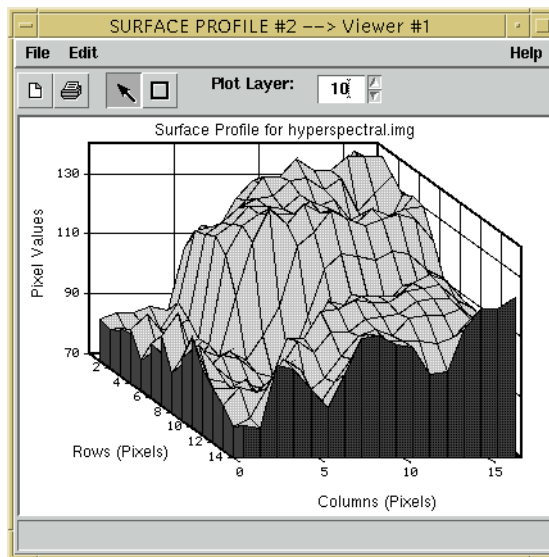 SURFACE PROFILE #2 --> Viewer #1
File Edit Help
Plot Layer: 10
Surface Profile for hyperspectral.img
130
110
90
70
Pixel Values
2
4
6
8
10
12
14
Rows (Pixels)
0 5 10 15
Columns (Pixels)